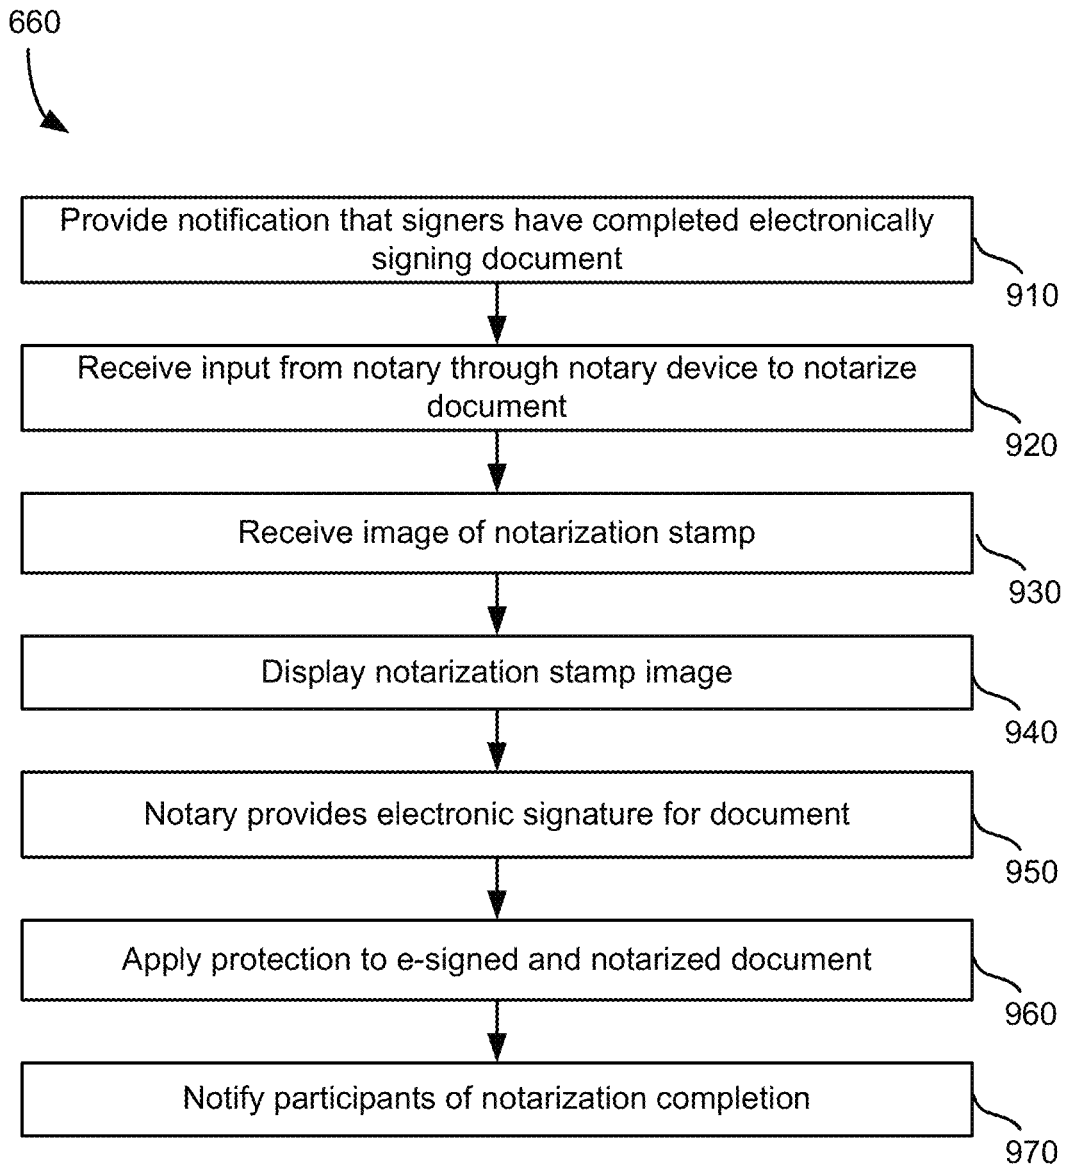 660
Provide notification that signers have completed electronically
signing document
910
Receive input from notary through notary device to notarize
document
920
Receive image of notarization stamp
930
Display notarization stamp image
940
Notary provides electronic signature for document
950
Apply protection to e-signed and notarized document
960
Notify participants of notarization completion
970